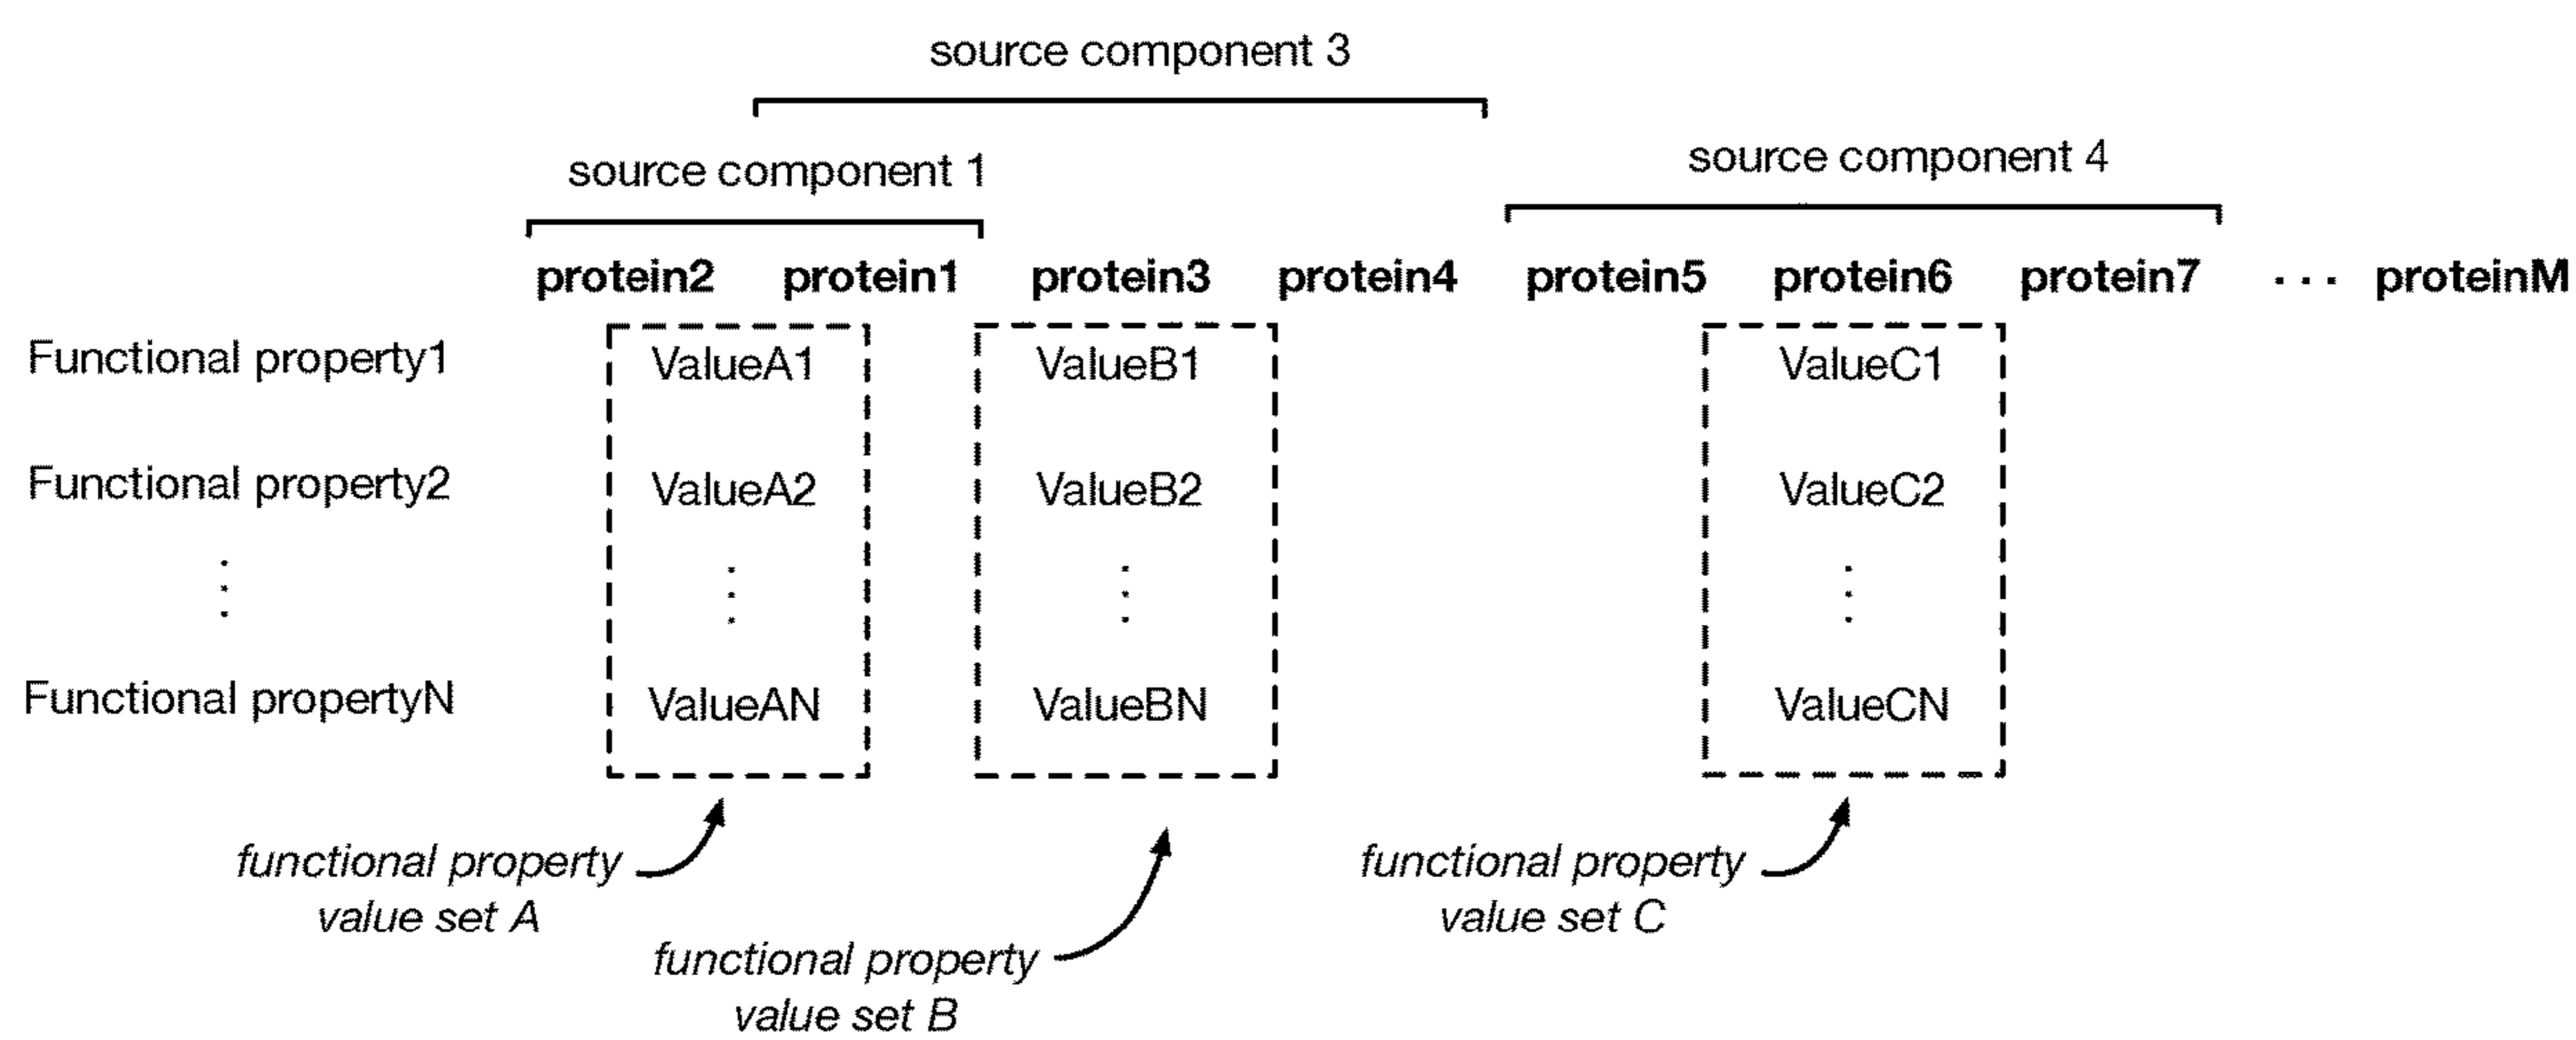 source component 3
source component 1
source component 4
protein2 protein1 protein3 protein4 protein5 protein6 protein7 ... proteinM
Functional property1 ValueA1 ValueB1 ValueC1
Functional property2 ValueA2 ValueB2 ValueC2
Functional propertyN ValueAN ValueBN ValueCN
functional property
value set A
functional property
value set B
functional property
value set C